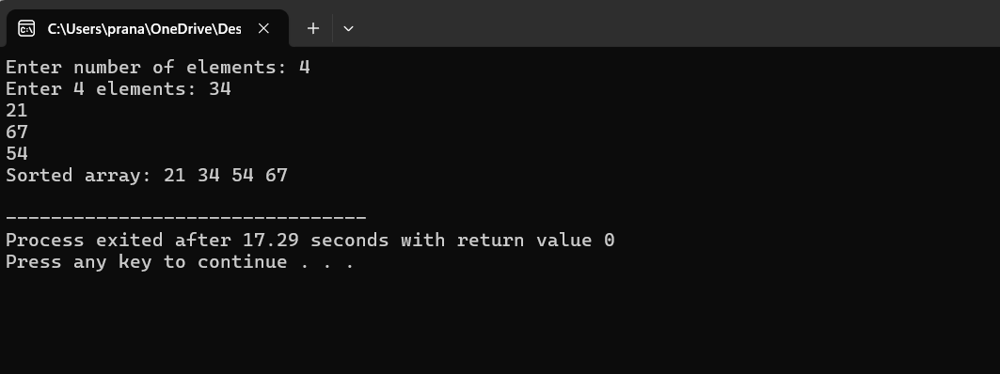 C:\Users\prana\OneDrive\Des
Enter number of elements: 4
Enter 4 elements: 34
21
67
54
Sorted array: 21 34 54 67
--------------------------------
Process exited after 17.29 seconds with return value 0
Press any key to continue . . .